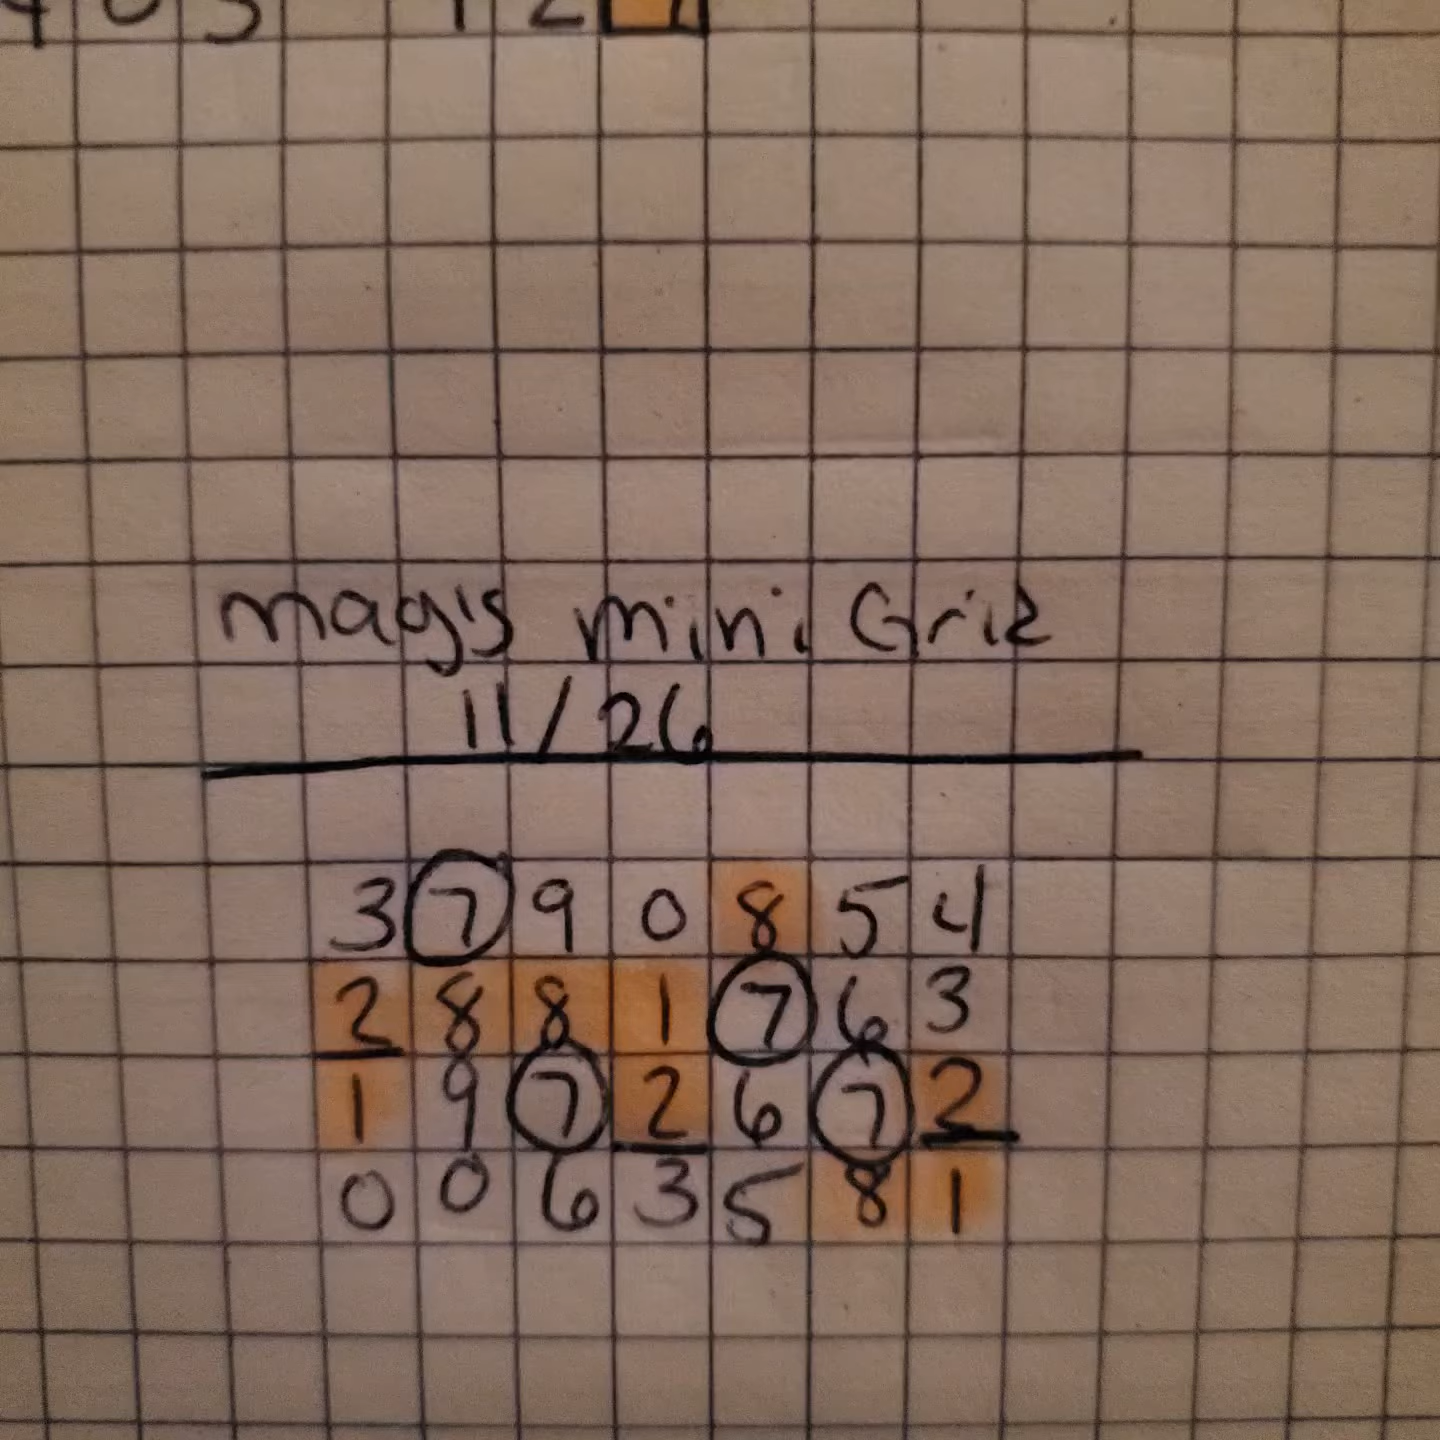 mag's mini Grid
11/26
3 7 9 0 8 5 4
2 8 8 1 7 6 3
1 9 7 2 6 7 2
0 0 6 3 5 8 1